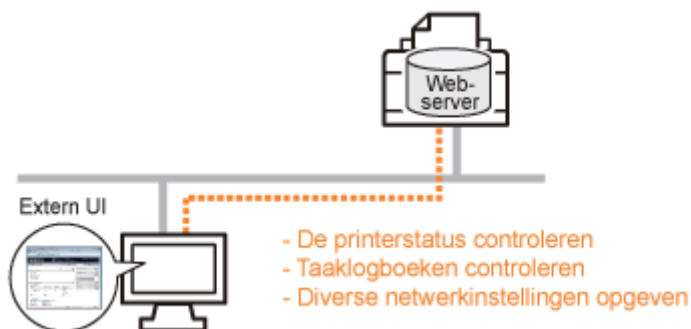 Web-
server
Extern UI
- De printerstatus controleren
- Taaklogboeken controleren
- Diverse netwerkinstellingen opgeven